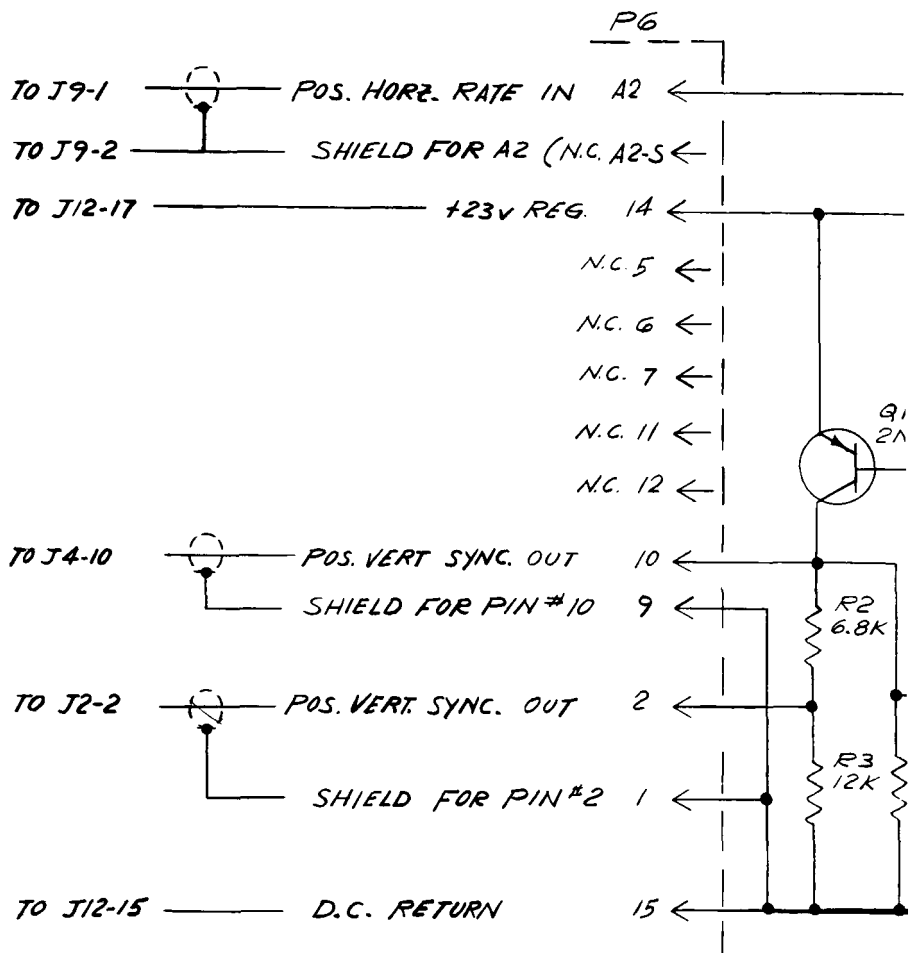 P6
TO J9-1 POS. HORZ. RATE IN A2
TO J9-2 SHIELD FOR A2 (N.C. A2-S
TO J12-17 +23V REG. 14
N.C. 5
N.C. 6
N.C. 7
N.C. 11
N.C. 12
Q1
2N
TO J4-10 POS. VERT SYNC. OUT 10
SHIELD FOR PIN #10 9
R2
6.8K
TO J2-2 POS. VERT. SYNC. OUT 2
R3
12K
SHIELD FOR PIN #2 1
TO J12-15 D.C. RETURN 15